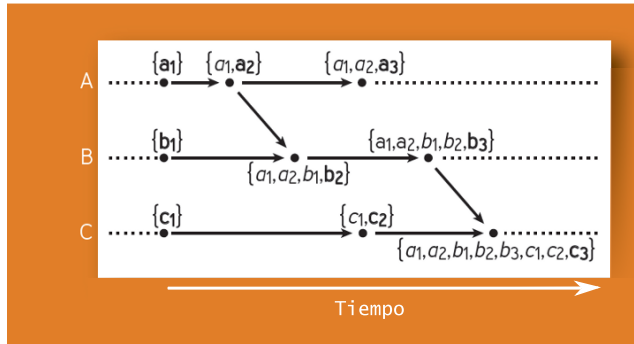 {a1} {a1,a2} {a1,a2,a3}
A
{b1} {a1,a2,b1,b2,b3}
B
{a1,a2,b1,b2}
{c1} {c1,c2}
C
{a1,a2,b1,b2,b3,c1,c2,c3}
Tiempo